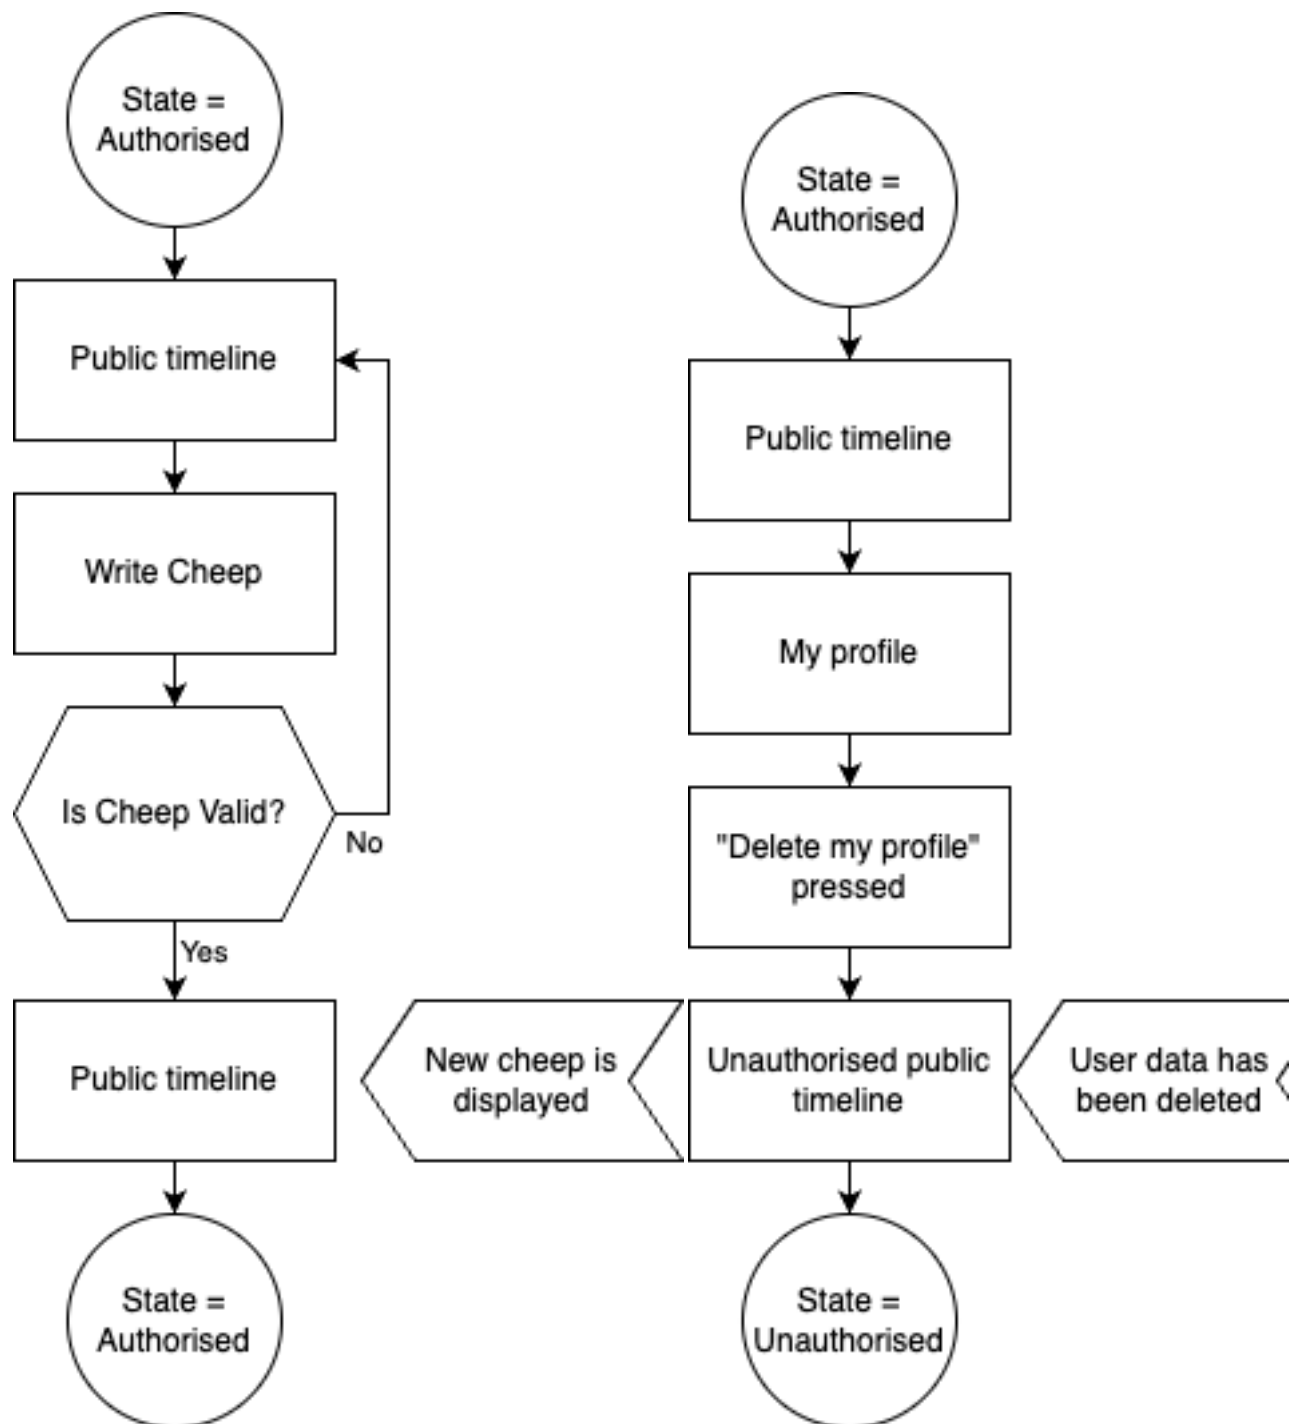 State =
Authorised
Public timeline
Write Cheep
Is Cheep Valid?
No
Yes
Public timeline
New cheep is
displayed
State =
Authorised
State =
Authorised
Public timeline
My profile
"Delete my profile"
pressed
Unauthorised public
timeline
User data has
been deleted
State =
Unauthorised